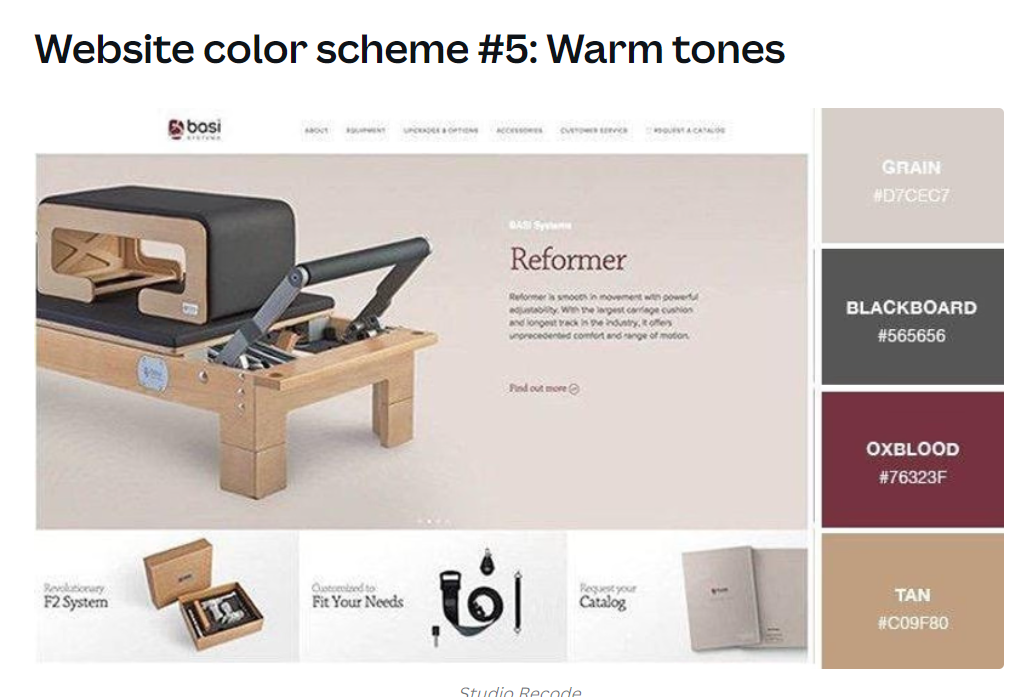 Website color scheme #5: Warm tones
basi
SYSTEMS
ABOUT EQUIPMENT UPGRADES & OPTIONS ACCESSORIES CUSTOMER SERVICE REQUEST A CATALOG
BASI Systems
Reformer
Reformer is smooth in movement with powerful
adjustability. With the largest carriage cushion
and longest track in the industry, it offers
unprecedented comfort and range of motion.
Find out more
Revolutionary
F2 System
Customized to
Fit Your Needs
Request your
Catalog
GRAIN
#D7CEC7
BLACKBOARD
#565656
OXBLOOD
#76323F
TAN
#C09F80
Studio Recode